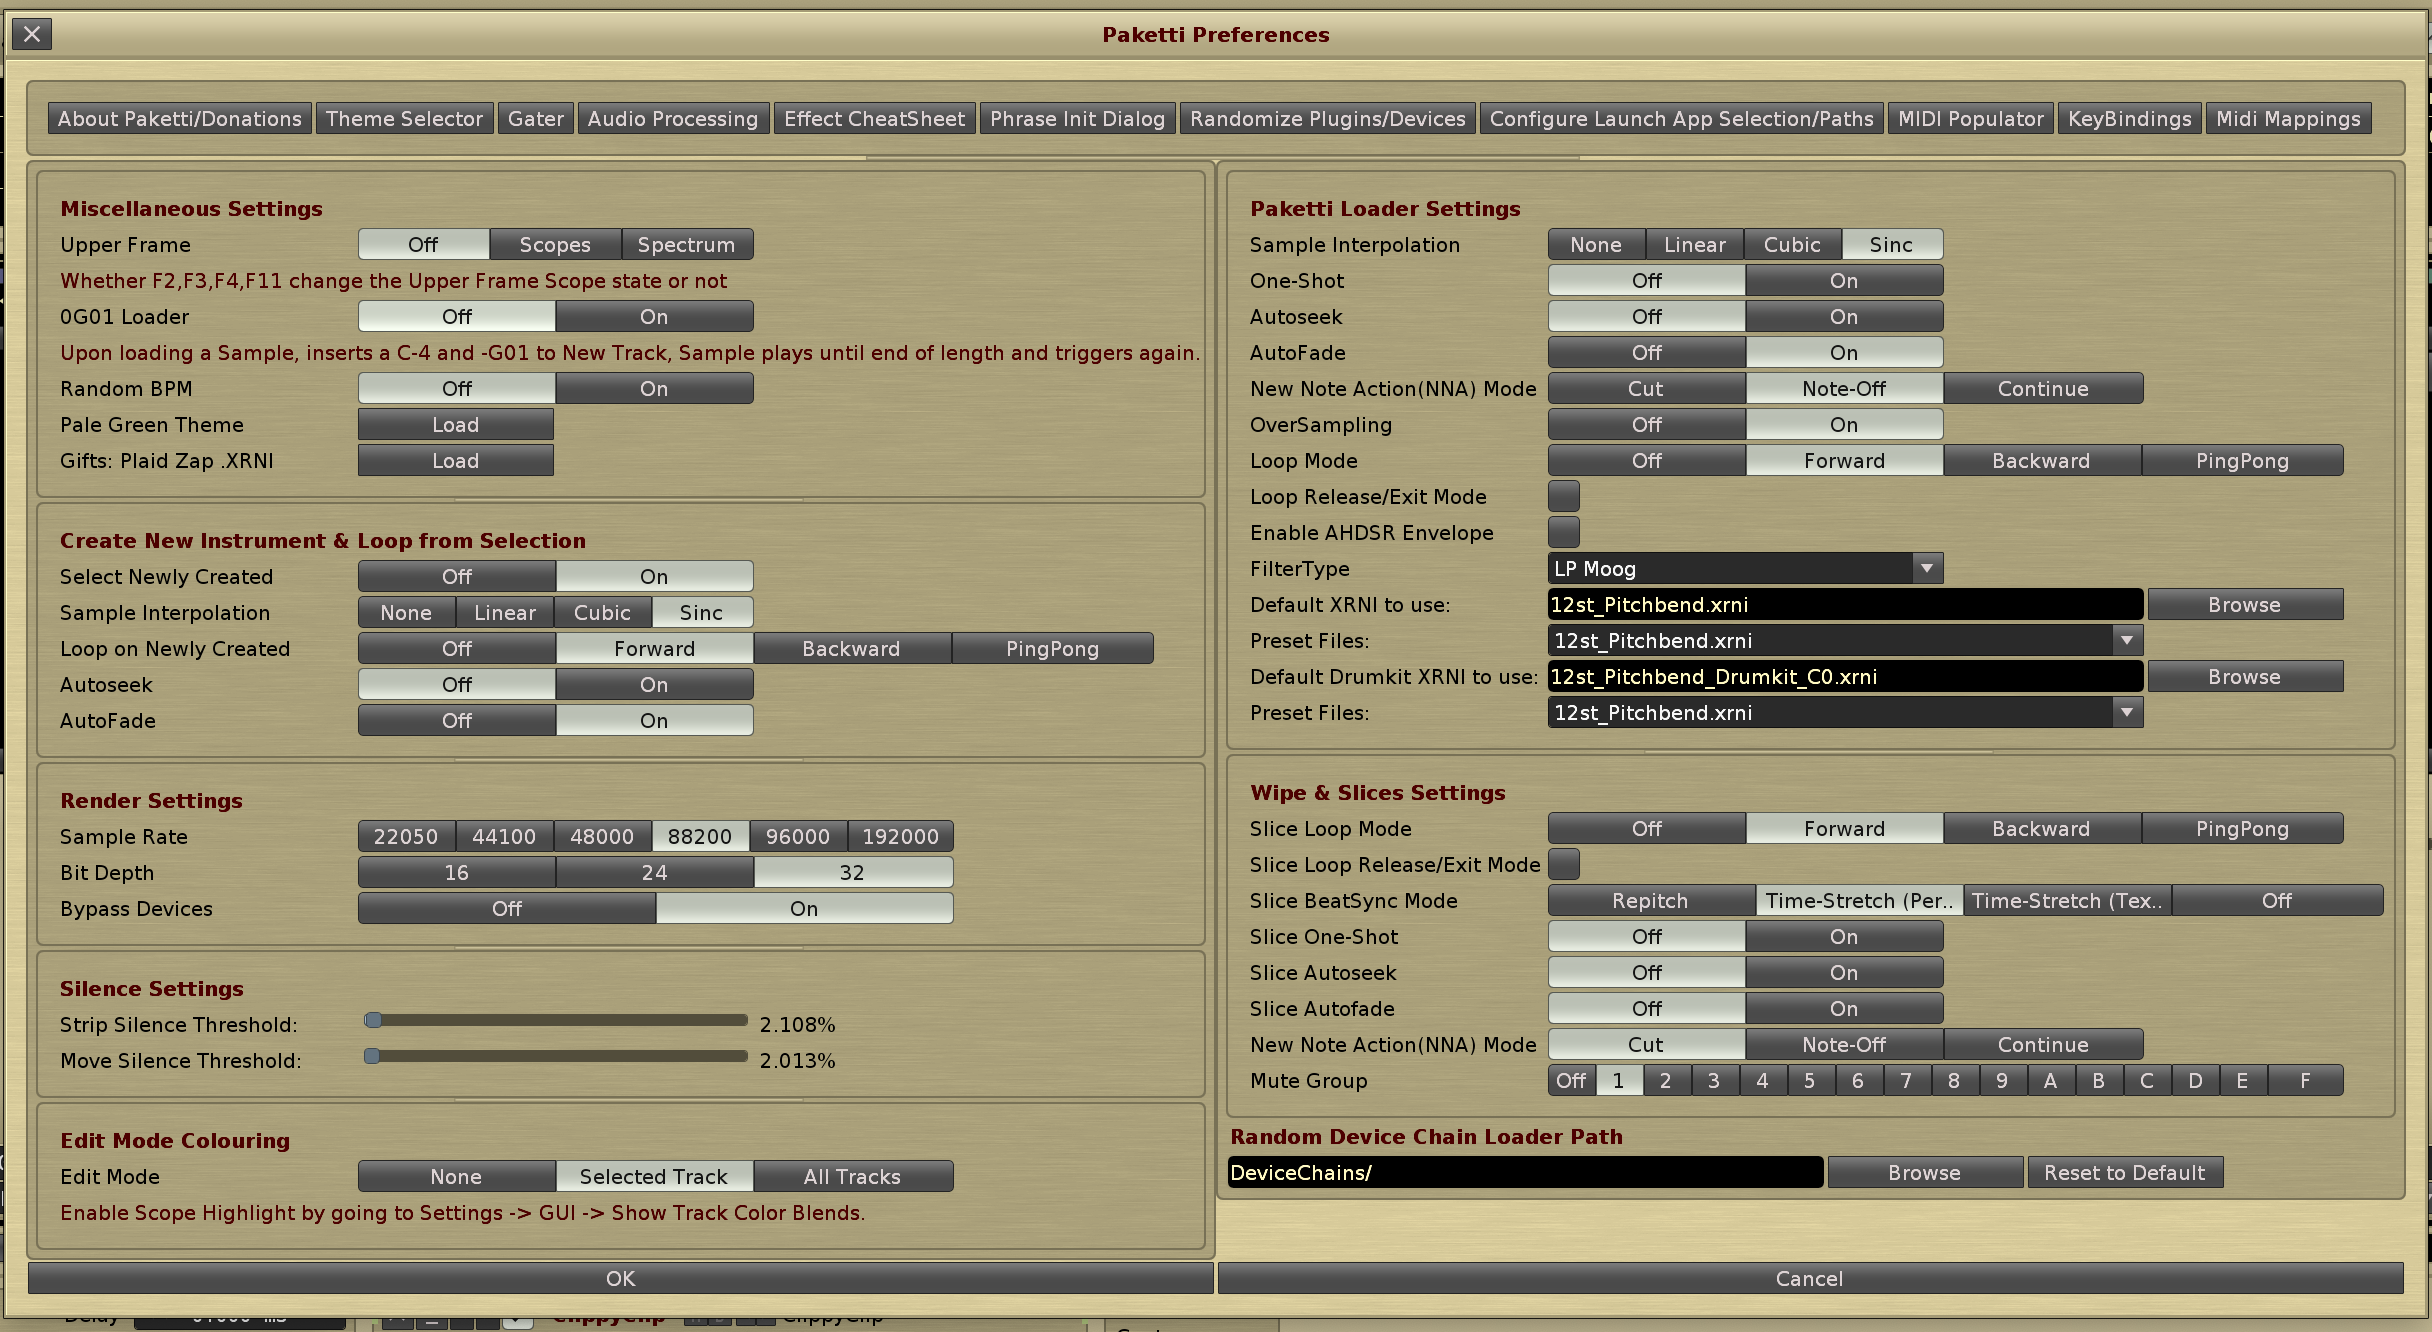 Paketti Preferences
About Paketti/Donations Theme Selector Gater Audio Processing Effect CheatSheet Phrase Init Dialog Randomize Plugins/Devices Configure Launch App Selection/Paths MIDI Populator KeyBindings Midi Mappings
Miscellaneous Settings
Upper Frame Off Scopes Spectrum
Whether F2,F3,F4,F11 change the Upper Frame Scope state or not
0G01 Loader Off On
Upon loading a Sample, inserts a C-4 and -G01 to New Track, Sample plays until end of length and triggers again.
Random BPM Off On
Pale Green Theme Load
Gifts: Plaid Zap .XRNI Load
Create New Instrument & Loop from Selection
Select Newly Created Off On
Sample Interpolation None Linear Cubic Sinc
Loop on Newly Created Off Forward Backward PingPong
Autoseek Off On
AutoFade Off On
Render Settings
Sample Rate 22050 44100 48000 88200 96000 192000
Bit Depth 16 24 32
Bypass Devices Off On
Silence Settings
Strip Silence Threshold: 2.108%
Move Silence Threshold: 2.013%
Edit Mode Colouring
Edit Mode None Selected Track All Tracks
Enable Scope Highlight by going to Settings -> GUI -> Show Track Color Blends.
Paketti Loader Settings
Sample Interpolation None Linear Cubic Sinc
One-Shot Off On
Autoseek Off On
AutoFade Off On
New Note Action(NNA) Mode Cut Note-Off Continue
OverSampling Off On
Loop Mode Off Forward Backward PingPong
Loop Release/Exit Mode
Enable AHDSR Envelope
FilterType LP Moog
Default XRNI to use: 12st_Pitchbend.xrni Browse
Preset Files: 12st_Pitchbend.xrni
Default Drumkit XRNI to use: 12st_Pitchbend_Drumkit_C0.xrni Browse
Preset Files: 12st_Pitchbend.xrni
Wipe & Slices Settings
Slice Loop Mode Off Forward Backward PingPong
Slice Loop Release/Exit Mode
Slice BeatSync Mode Repitch Time-Stretch (Per.. Time-Stretch (Tex.. Off
Slice One-Shot Off On
Slice Autoseek Off On
Slice Autofade Off On
New Note Action(NNA) Mode Cut Note-Off Continue
Mute Group Off 1 2 3 4 5 6 7 8 9 A B C D E F
Random Device Chain Loader Path
DeviceChains/ Browse Reset to Default
OK Cancel
Delay ClippyClip ClippyClip